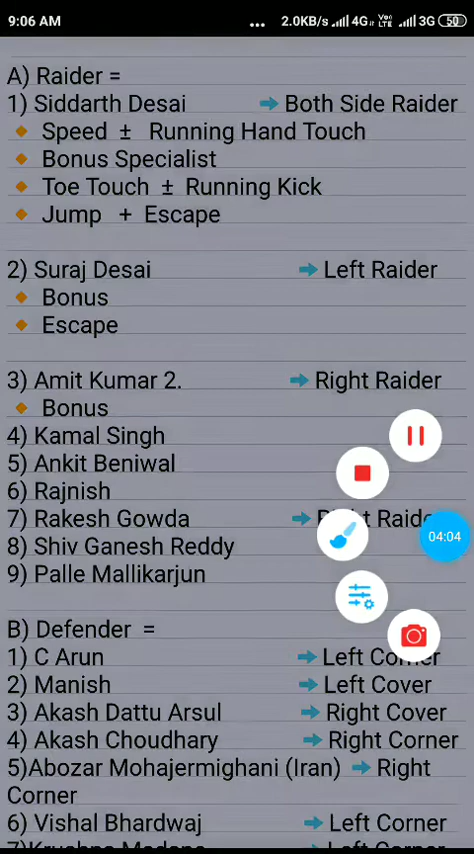 9:06 AM ... 2.0KB/s 4G Vo LTE 3G 50
A) Raider =
1) Siddarth Desai ➡ Both Side Raider
🔸 Speed ± Running Hand Touch
🔸 Bonus Specialist
🔸 Toe Touch ± Running Kick
🔸 Jump + Escape
2) Suraj Desai ➡ Left Raider
🔸 Bonus
🔸 Escape
3) Amit Kumar 2. ➡ Right Raider
🔸 Bonus
4) Kamal Singh
5) Ankit Beniwal
6) Rajnish
7) Rakesh Gowda ➡
04:04
8) Shiv Ganesh Reddy
9) Palle Mallikarjun
B) Defender =
1) C Arun ➡ Left Corner
2) Manish ➡ Left Cover
3) Akash Dattu Arsul ➡ Right Cover
4) Akash Choudhary ➡ Right Corner
5)Abozar Mohajermighani (Iran) ➡ Right
Corner
6) Vishal Bhardwaj ➡ Left Corner